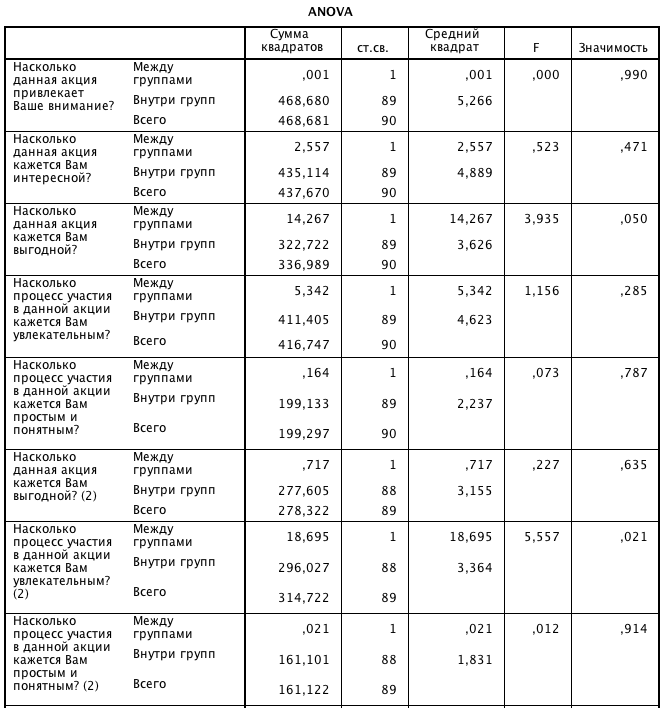 ANOVA
Сумма квадратов ст.св. Средний квадрат F Значимость
Насколько данная акция привлекает Ваше внимание?
Между группами ,001 1 ,001 ,000 ,990
Внутри групп 468,680 89 5,266
Всего 468,681 90
Насколько данная акция кажется Вам интересной?
Между группами 2,557 1 2,557 ,523 ,471
Внутри групп 435,114 89 4,889
Всего 437,670 90
Насколько данная акция кажется Вам выгодной?
Между группами 14,267 1 14,267 3,935 ,050
Внутри групп 322,722 89 3,626
Всего 336,989 90
Насколько процесс участия в данной акции кажется Вам увлекательным?
Между группами 5,342 1 5,342 1,156 ,285
Внутри групп 411,405 89 4,623
Всего 416,747 90
Насколько процесс участия в данной акции кажется Вам простым и понятным?
Между группами ,164 1 ,164 ,073 ,787
Внутри групп 199,133 89 2,237
Всего 199,297 90
Насколько данная акция кажется Вам выгодной? (2)
Между группами ,717 1 ,717 ,227 ,635
Внутри групп 277,605 88 3,155
Всего 278,322 89
Насколько процесс участия в данной акции кажется Вам увлекательным? (2)
Между группами 18,695 1 18,695 5,557 ,021
Внутри групп 296,027 88 3,364
Всего 314,722 89
Насколько процесс участия в данной акции кажется Вам простым и понятным? (2)
Между группами ,021 1 ,021 ,012 ,914
Внутри групп 161,101 88 1,831
Всего 161,122 89